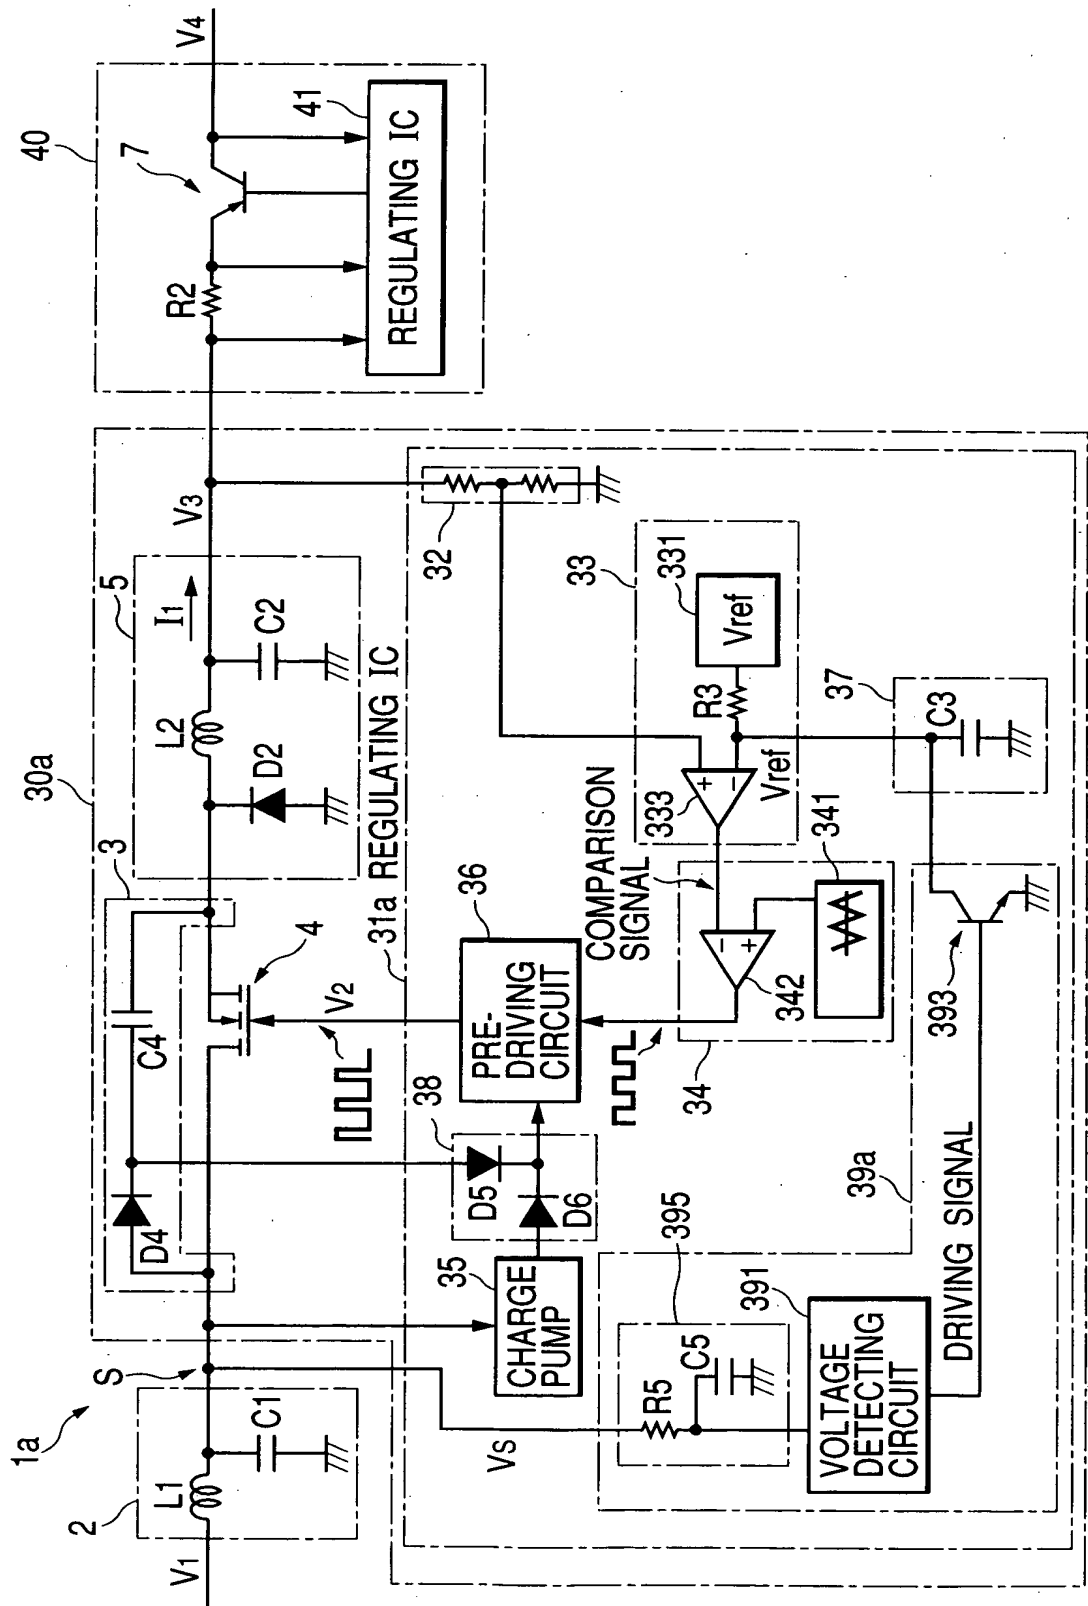 1a
V1
2
L1
C1
S
30a
3
D4
C4
4
V2
5
D2
L2
C2
I1
V3
40
R2
7
V4
REGULATING IC
41
31a REGULATING IC
32
35
CHARGE
PUMP
38
D5
D6
36
PRE-
DRIVING
CIRCUIT
COMPARISON
SIGNAL
34
342
-
+
341
33
331
Vref
R3
333
+
-
Vref
37
C3
VS
395
R5
C5
391
VOLTAGE
DETECTING
CIRCUIT
39a
DRIVING SIGNAL
393